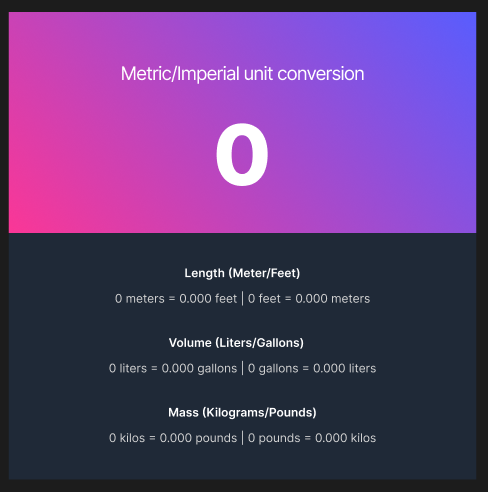 Metric/Imperial unit conversion
0
Length (Meter/Feet)
0 meters = 0.000 feet | 0 feet = 0.000 meters
Volume (Liters/Gallons)
0 liters = 0.000 gallons | 0 gallons = 0.000 liters
Mass (Kilograms/Pounds)
0 kilos = 0.000 pounds | 0 pounds = 0.000 kilos